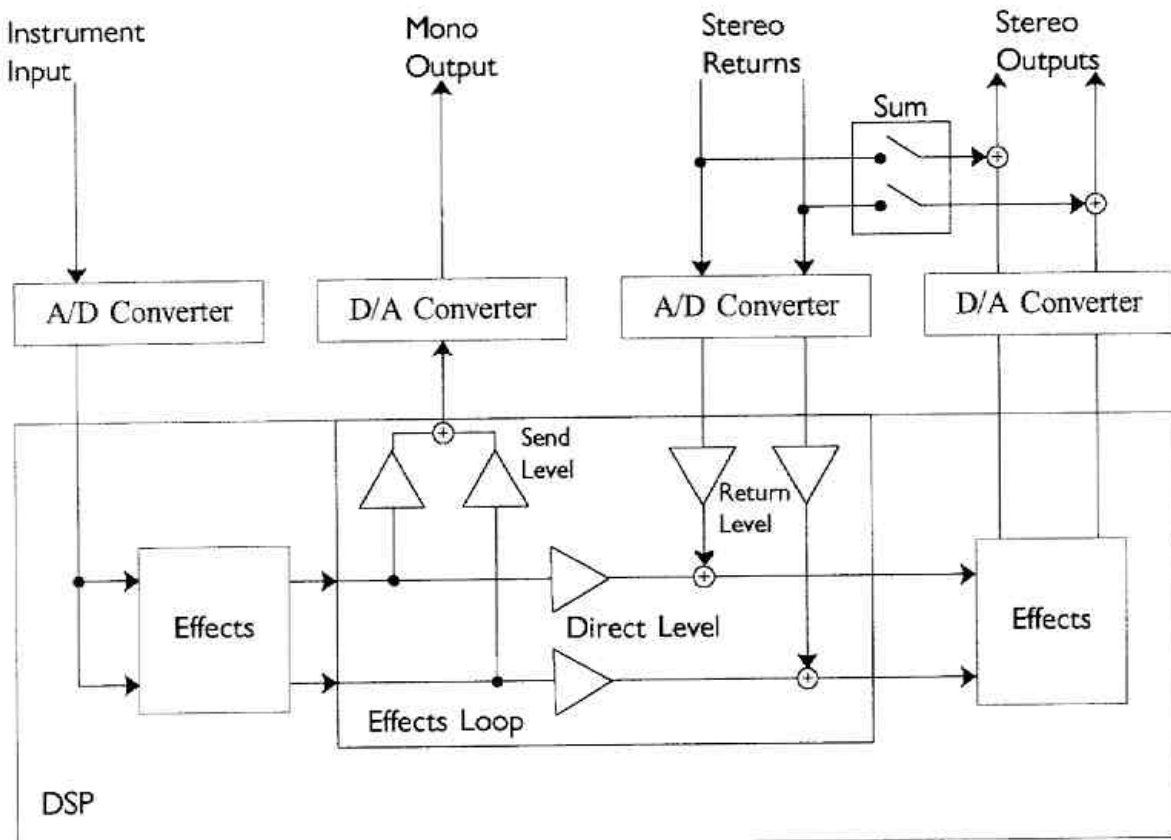 Instrument
Input
Mono
Output
Stereo
Returns
Stereo
Outputs
Sum
A/D Converter
D/A Converter
A/D Converter
D/A Converter
Send
Level
Return
Level
Effects
Direct Level
Effects
Effects Loop
DSP